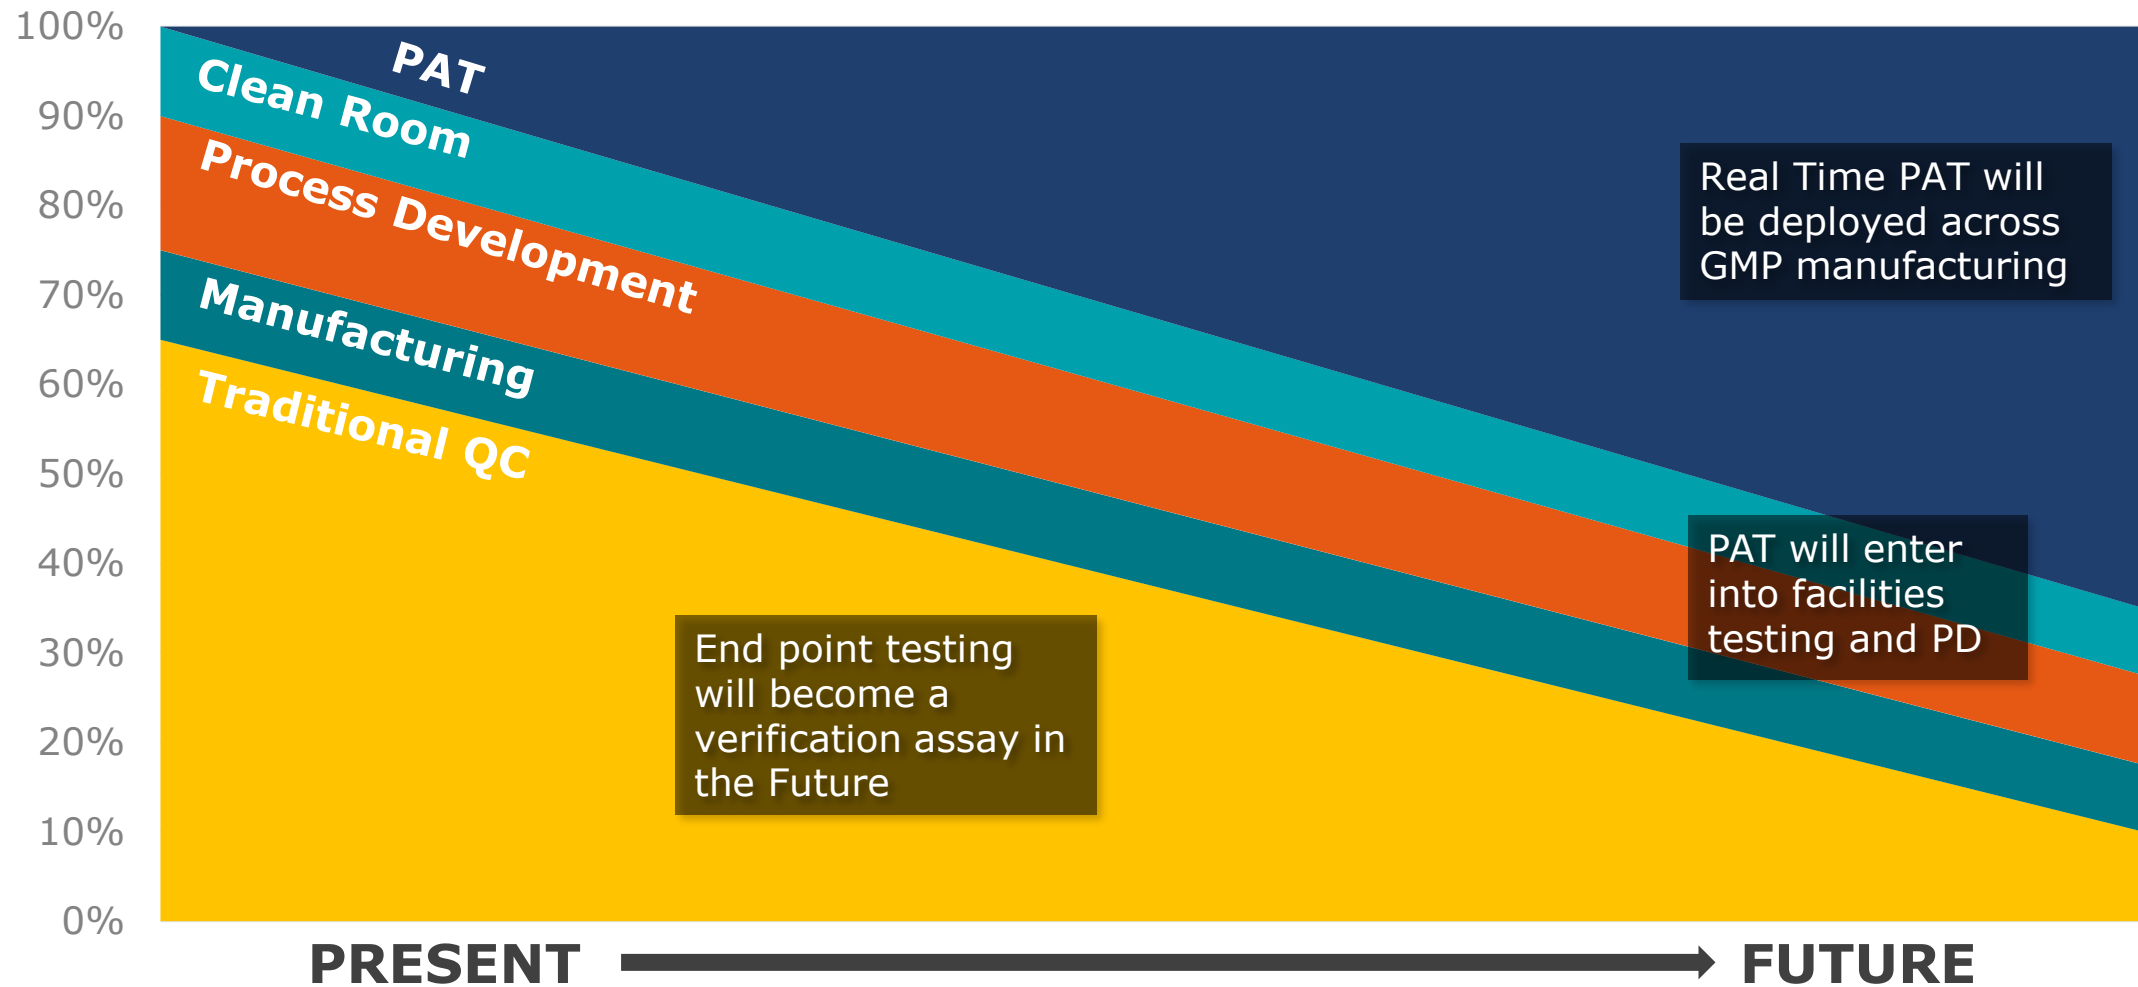 100%
90%
80%
70%
60%
50%
40%
30%
20%
10%
0%
PAT
Clean Room
Process Development
Manufacturing
Traditional QC
Real Time PAT will
be deployed across
GMP manufacturing
PAT will enter
into facilities
testing and PD
End point testing
will become a
verification assay in
the Future
PRESENT
FUTURE